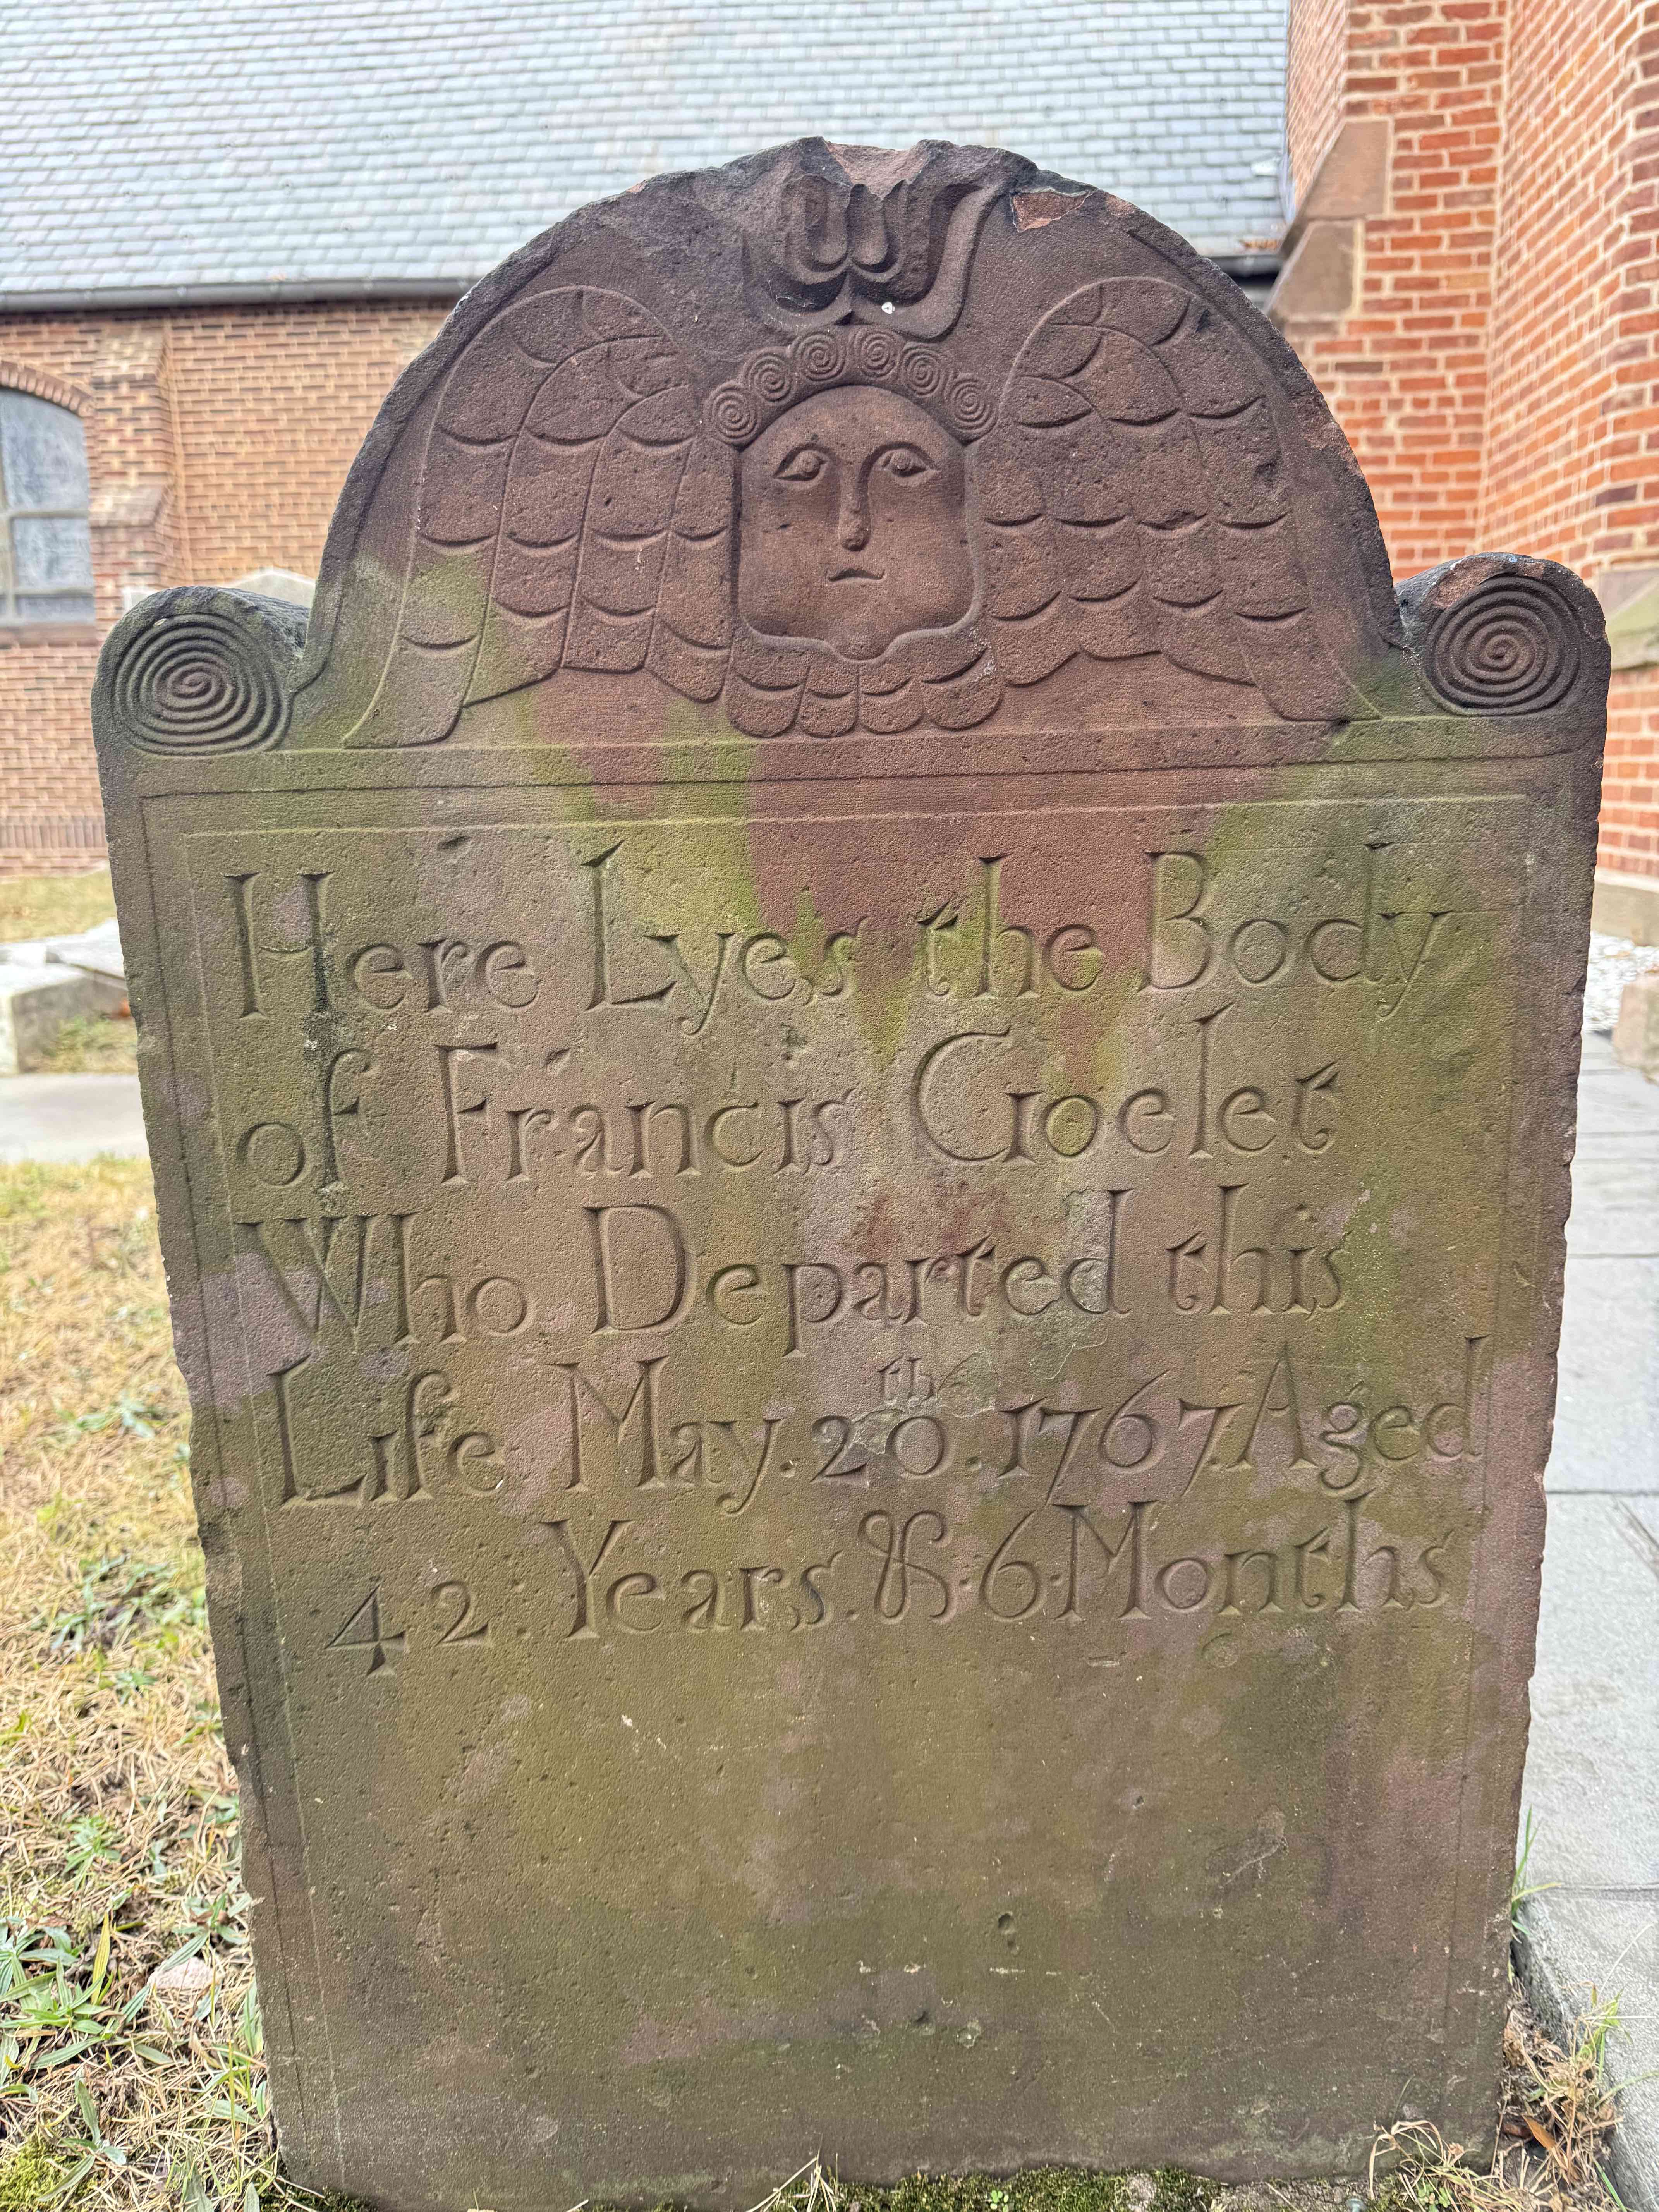 Here Lyes the Body
of Francis Goelet
Who Departed this
Life May. 20th. 1767. Aged
42. Years. & 6. Months